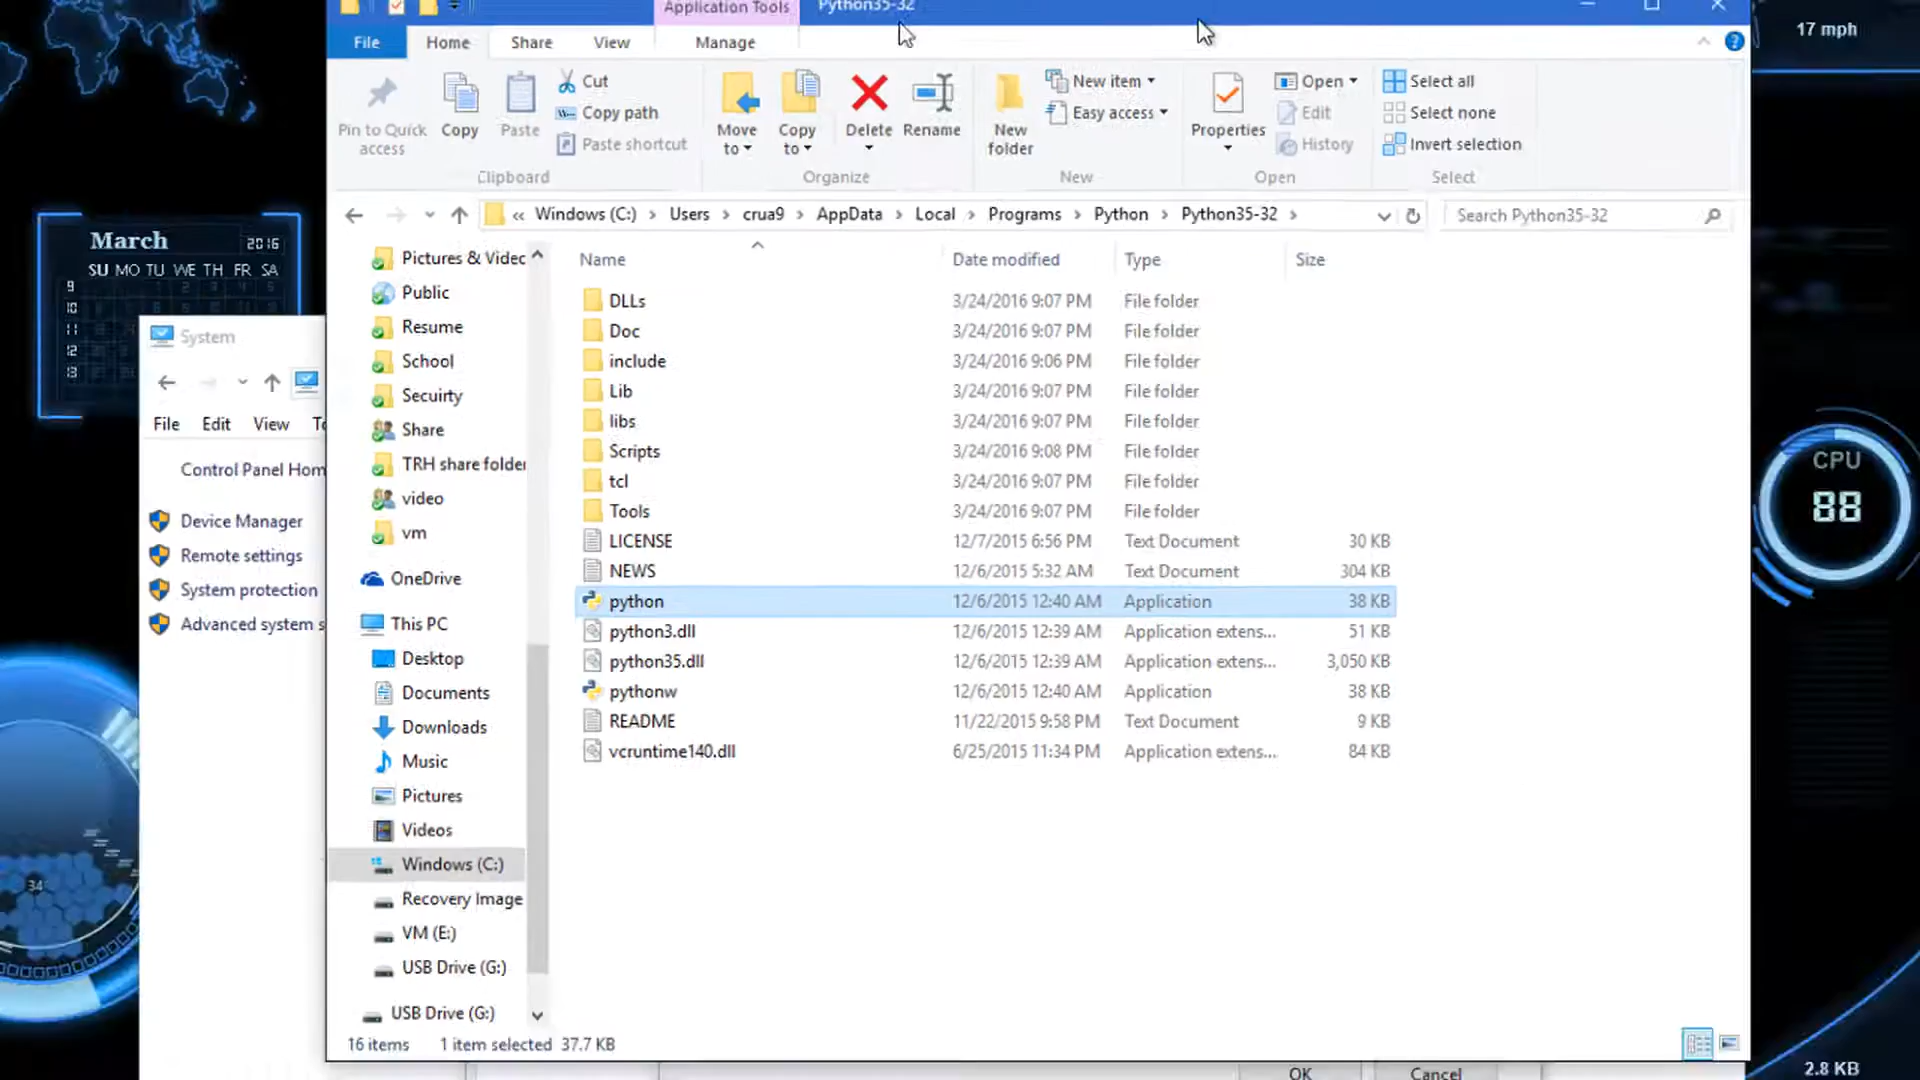 Application Tools
Python35-32
17 mph
File
Home
Share
View
Manage
Pin to Quick access
Copy
Paste
Cut
Copy path
Paste shortcut
Clipboard
Move to
Copy to
Delete
Rename
Organize
New folder
New item
Easy access
New
Properties
Open
Edit
History
Open
Select all
Select none
Invert selection
Select
« Windows (C:) › Users › crua9 › AppData › Local › Programs › Python › Python35-32 ›
Search Python35-32
March 2016
SU MO TU WE TH FR SA
9
10
11
12
13
System
File Edit View
Control Panel Hom
Device Manager
Remote settings
System protection
Advanced system s
34°
Pictures & Videc
Public
Resume
School
Secuirty
Share
TRH share folder
video
vm
OneDrive
This PC
Desktop
Documents
Downloads
Music
Pictures
Videos
Windows (C:)
Recovery Image
VM (E:)
USB Drive (G:)
USB Drive (G:)
Name Date modified Type Size
DLLs 3/24/2016 9:07 PM File folder
Doc 3/24/2016 9:07 PM File folder
include 3/24/2016 9:06 PM File folder
Lib 3/24/2016 9:07 PM File folder
libs 3/24/2016 9:07 PM File folder
Scripts 3/24/2016 9:08 PM File folder
tcl 3/24/2016 9:07 PM File folder
Tools 3/24/2016 9:07 PM File folder
LICENSE 12/7/2015 6:56 PM Text Document 30 KB
NEWS 12/6/2015 5:32 AM Text Document 304 KB
python 12/6/2015 12:40 AM Application 38 KB
python3.dll 12/6/2015 12:39 AM Application extens... 51 KB
python35.dll 12/6/2015 12:39 AM Application extens... 3,050 KB
pythonw 12/6/2015 12:40 AM Application 38 KB
README 11/22/2015 9:58 PM Text Document 9 KB
vcruntime140.dll 6/25/2015 11:34 PM Application extens... 84 KB
16 items 1 item selected 37.7 KB
CPU
88
OK
Cancel
2.8 KB